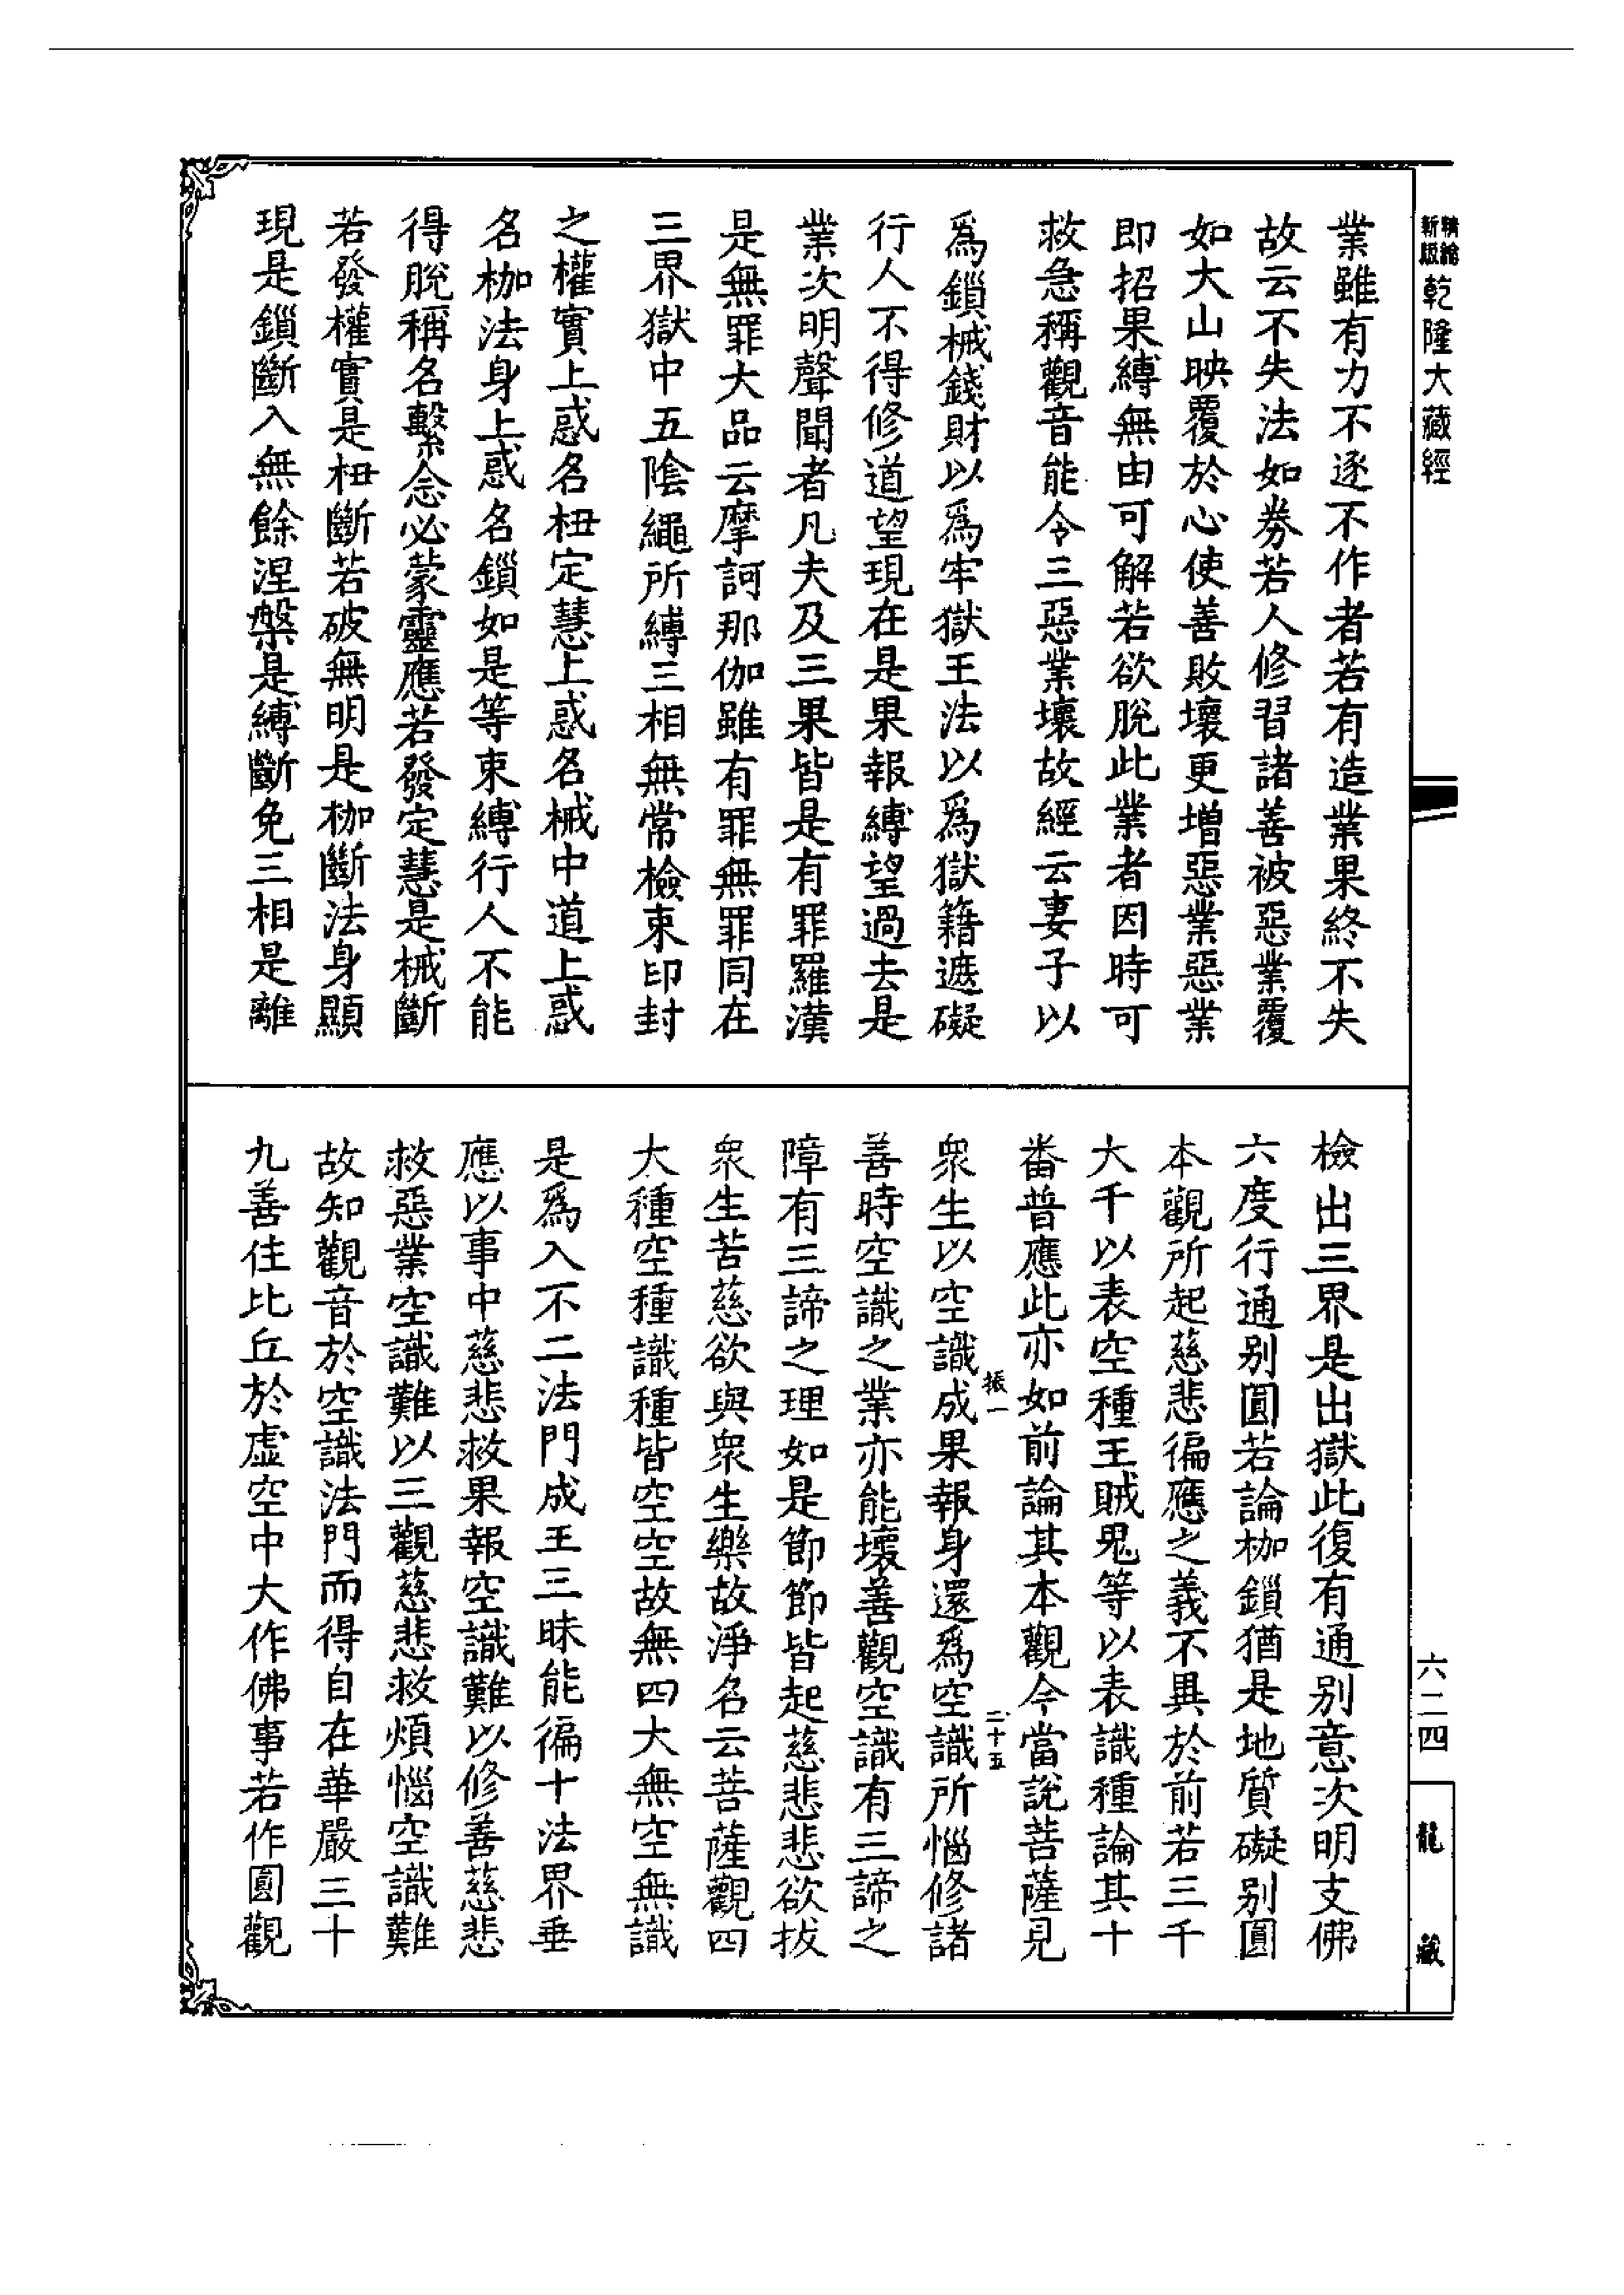 新版
精編
乾隆大藏經
六二四
龍藏
業雖有力不逐不作者若有造業果終不失
故云不失法如券若人修習諸善被惡業覆
如大山映覆於心使善敗壞更增惡業惡業
即招果縛無由可解若欲脫此業者因時可
救急稱觀音能令三惡業壞故經云妻子以
爲鎖械錢財以爲牢獄王法以爲獄籍遮礙
行人不得修道望現在是果報縛望過去是
業次明聲聞者凡夫及三果皆是有罪羅漢
是無罪大品云摩訶那伽雖有罪無罪同在
三界獄中五陰繩所縛三相無常檢束印封
之權實上惑名杻定慧上惑名械中道上惑
名枷法身上惑名鎖如是等束縛行人不能
得脫稱名繫念必蒙靈應若發定慧是械斷
若發權實是杻斷若破無明是枷斷法身顯
現是鎖斷入無餘涅槃是縛斷免三相是離
檢出三界是出獄此復有通别意次明支佛
六度行通别圓若論枷鎖猶是地質礙别圓
本觀所起慈悲徧應之義不異於前若三千
大千以表空種王賊鬼等以表識種論其十
番普應此亦如前論其本觀今當說菩薩見
振一
二十五
衆生以空識成果報身還爲空識所惱修諸
善時空識之業亦能壞善觀空識有三諦之
障有三諦之理如是節節皆起慈悲悲欲拔
衆生苦慈欲與衆生樂故淨名云菩薩觀四
大種空種識種皆空空故無四大無空無識
是爲入不二法門成王三昧能徧十法界垂
應以事中慈悲救果報空識難以修善慈悲
救惡業空識難以三觀慈悲救煩惱空識難
故知觀音於空識法門而得自在華嚴三十
九善住比丘於虛空中大作佛事若作圓觀